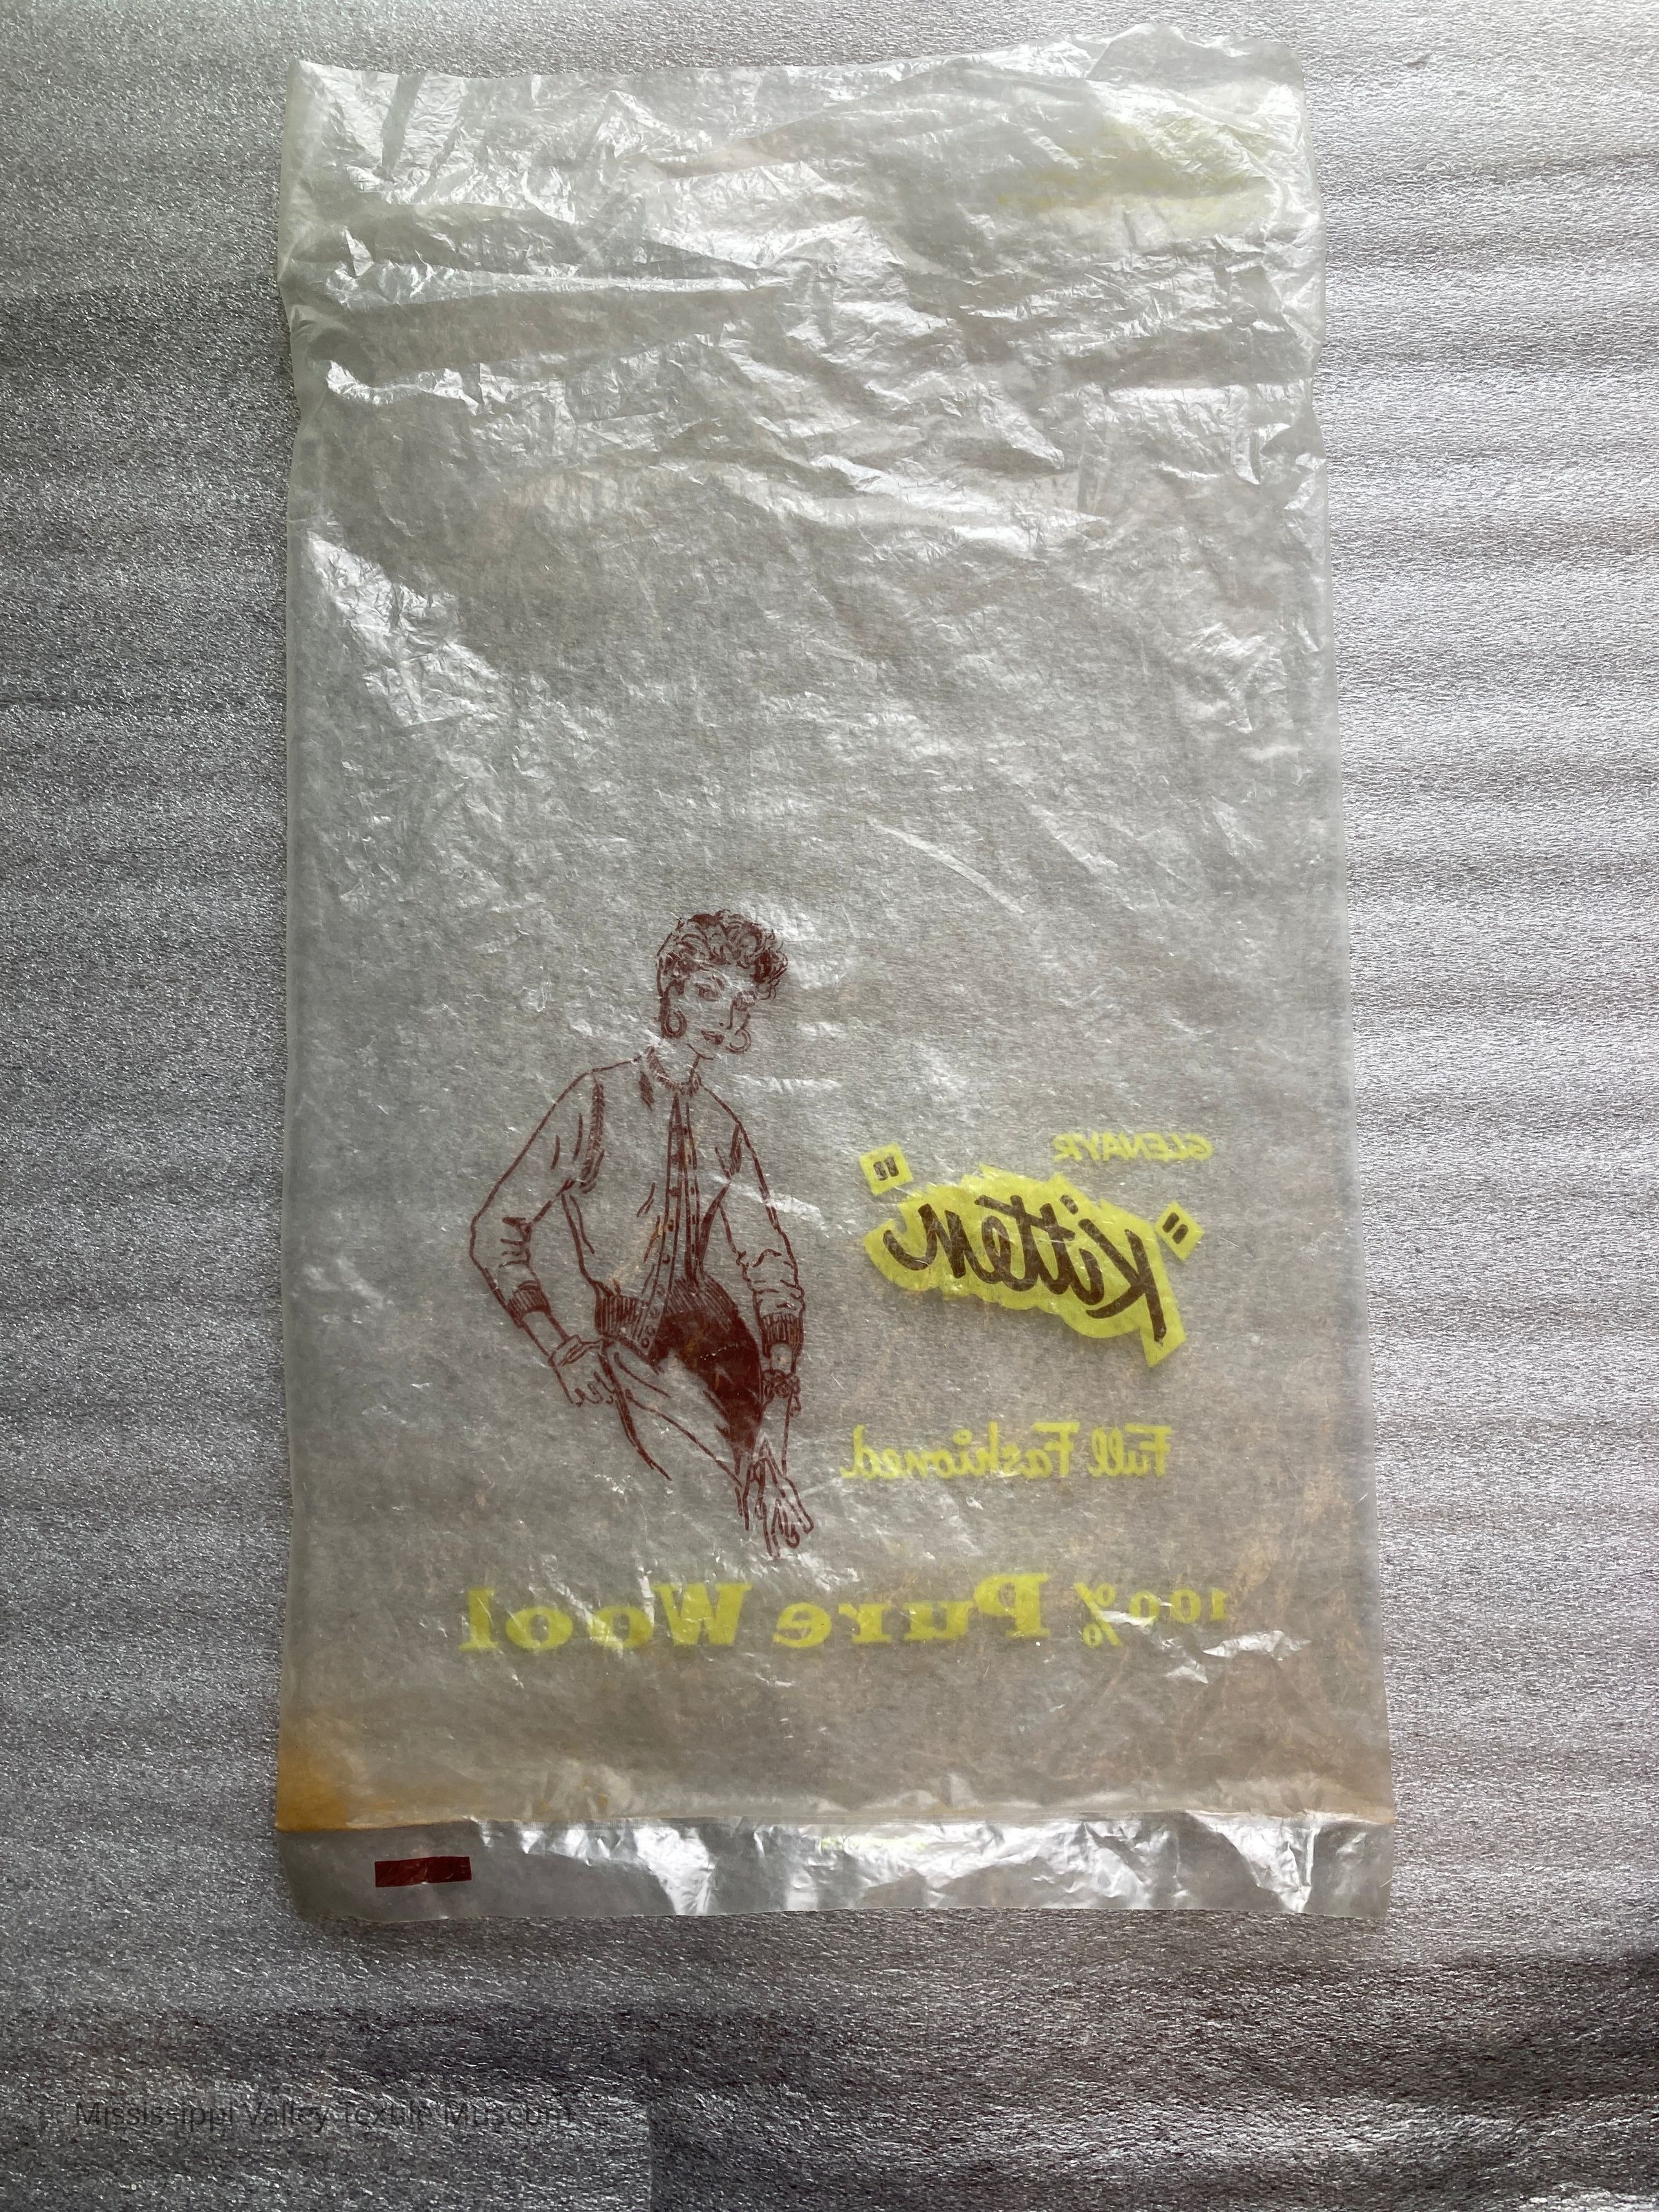 GLENAYR
"Kitten"
Full Fashioned
100% Pure Wool
Mississippi Valley Textile Museum